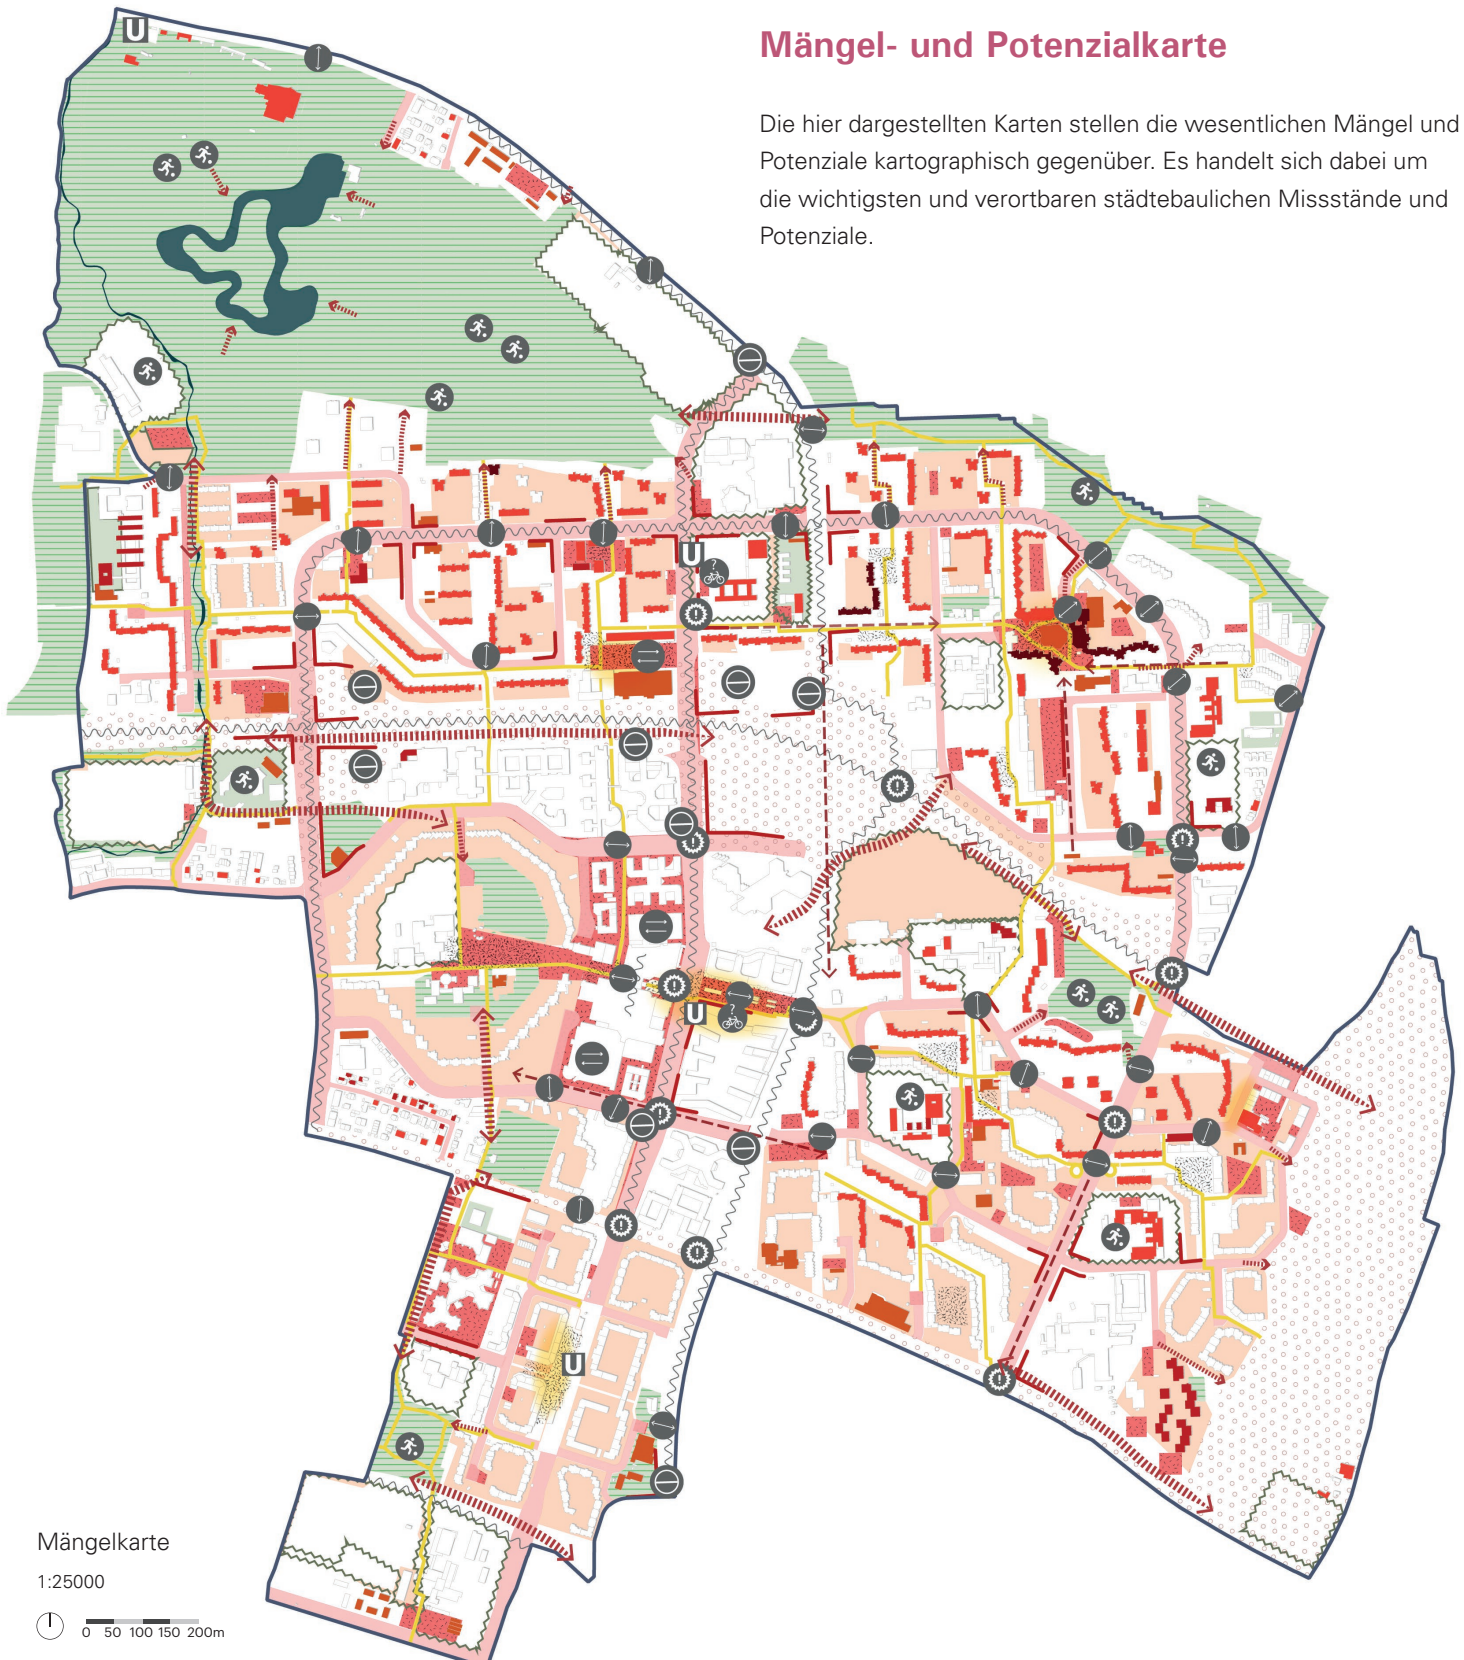 Mängel- und Potenzialkarte
Die hier dargestellten Karten stellen die wesentlichen Mängel und
Potenziale kartographisch gegenüber. Es handelt sich dabei um
die wichtigsten und verortbaren städtebaulichen Missstände und
Potenziale.
U
U
?
U
?
U
Mängelkarte
1:25000
0 50 100 150 200m